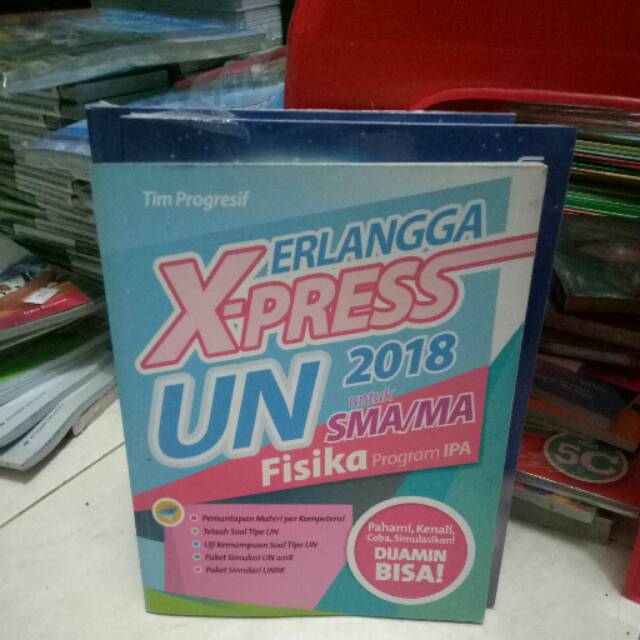 Tim Progresif
ERLANGGA
X-PRESS
UN 2018
untuk
SMA/MA
Fisika Program IPA
Pemantapan Materi per Kompetensi
Telaah Soal Tipe UN
Uji Kemampuan Soal Tipe UN
Paket Simulasi UN 2018
Paket Simulasi UNBK
Pahami, Kenali,
Coba, Simulasikan!
DIJAMIN
BISA!
5C